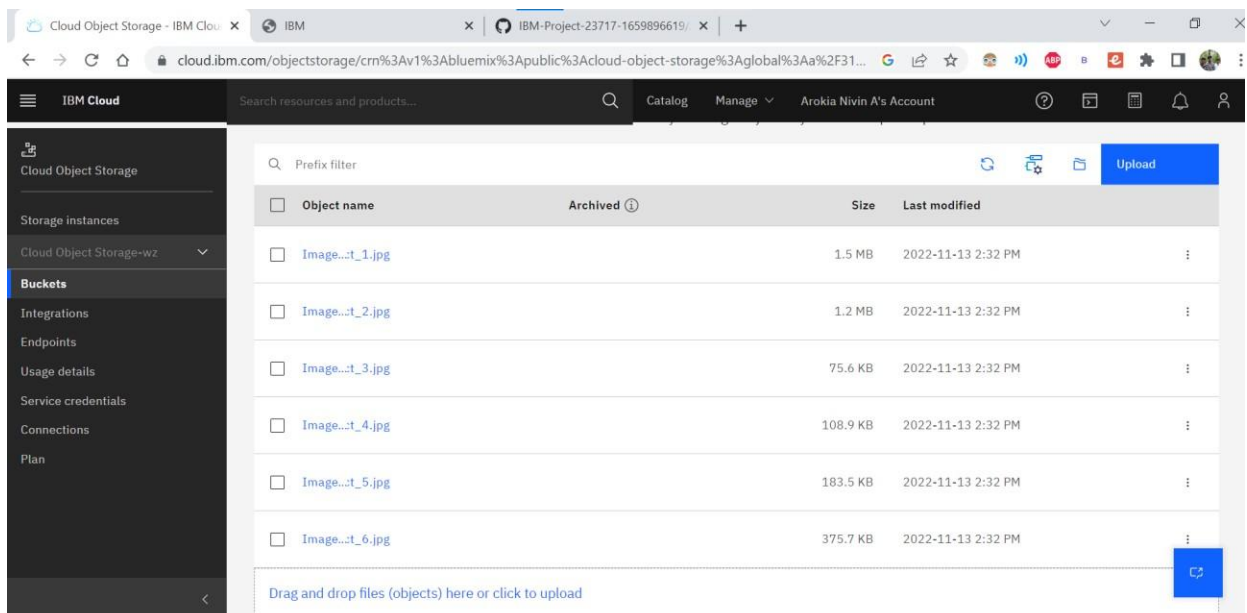 Cloud Object Storage - IBM Clou
IBM
IBM-Project-23717-1659896619/
cloud.ibm.com/objectstorage/crn%3Av1%3Abluemix%3Apublic%3Acloud-object-storage%3Aglobal%3Aa%2F31...
IBM Cloud
Search resources and products...
Catalog
Manage
Arokia Nivin A's Account
Cloud Object Storage
Storage instances
Cloud Object Storage-wz
Buckets
Integrations
Endpoints
Usage details
Service credentials
Connections
Plan
Prefix filter
Upload
Object name Archived Size Last modified
Image...:t_1.jpg 1.5 MB 2022-11-13 2:32 PM
Image...:t_2.jpg 1.2 MB 2022-11-13 2:32 PM
Image...:t_3.jpg 75.6 KB 2022-11-13 2:32 PM
Image...:t_4.jpg 108.9 KB 2022-11-13 2:32 PM
Image...:t_5.jpg 183.5 KB 2022-11-13 2:32 PM
Image...:t_6.jpg 375.7 KB 2022-11-13 2:32 PM
Drag and drop files (objects) here or click to upload